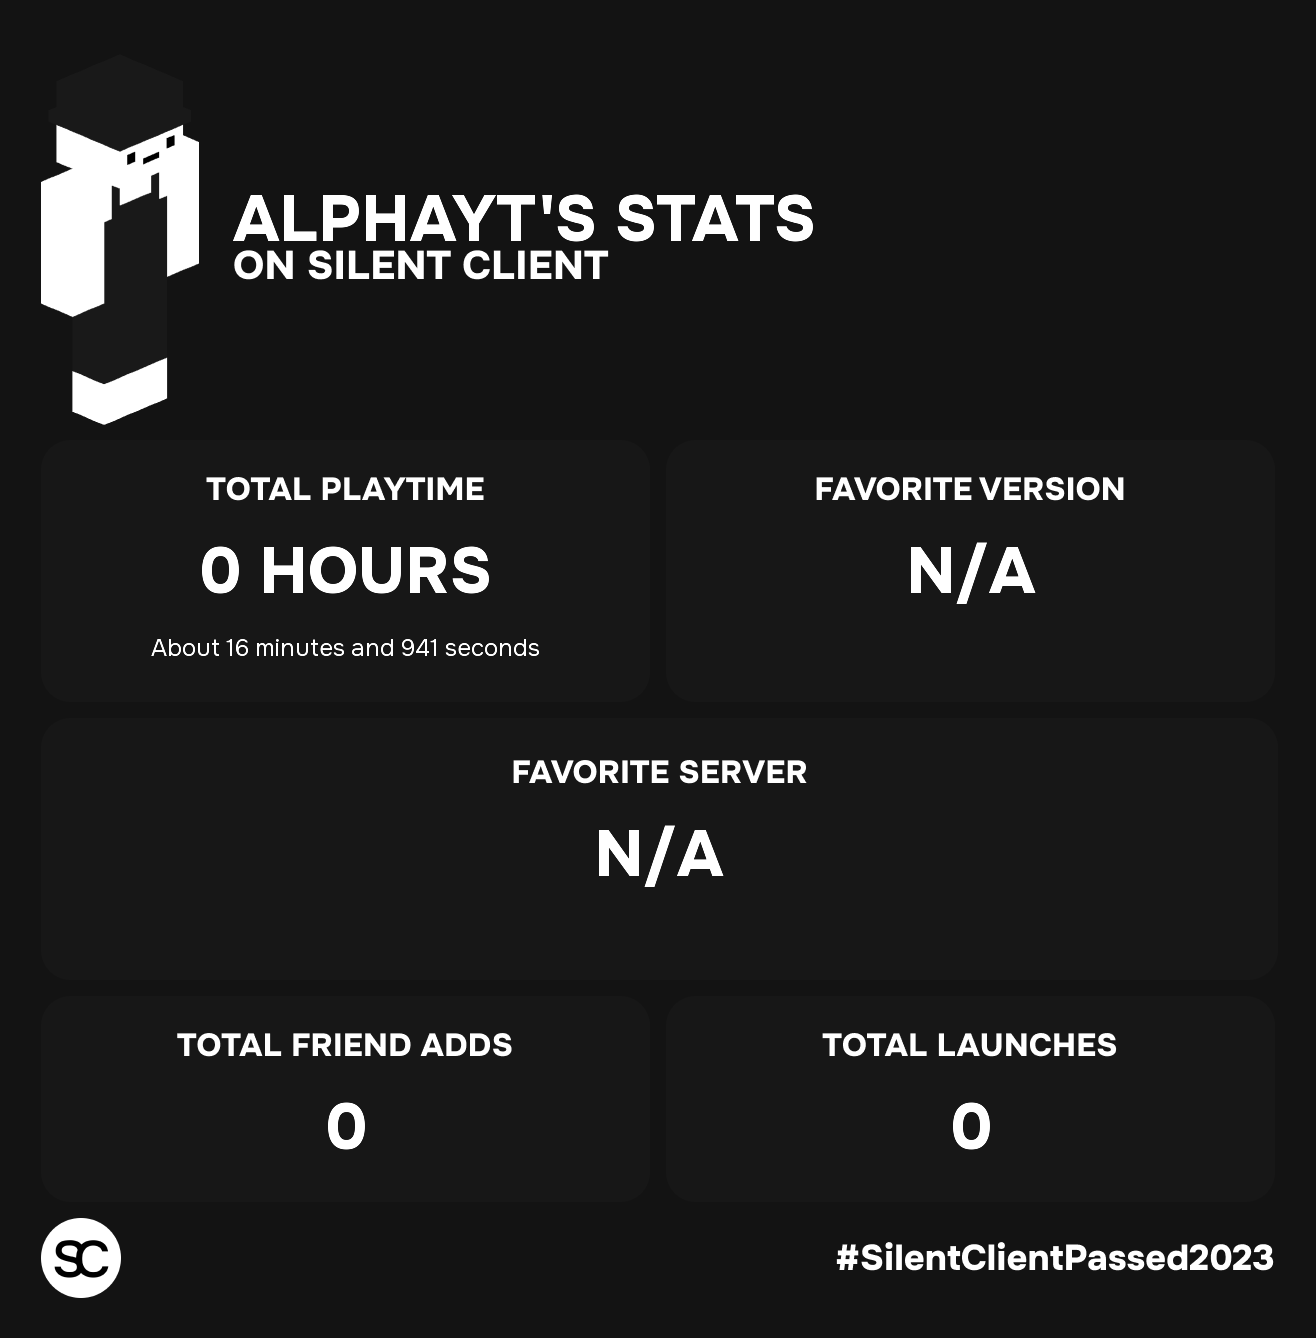 ALPHAYT'S STATS
ON SILENT CLIENT
TOTAL PLAYTIME
0 HOURS
About 16 minutes and 941 seconds
FAVORITE VERSION
N/A
FAVORITE SERVER
N/A
TOTAL FRIEND ADDS
0
TOTAL LAUNCHES
0
SC
#SilentClientPassed2023